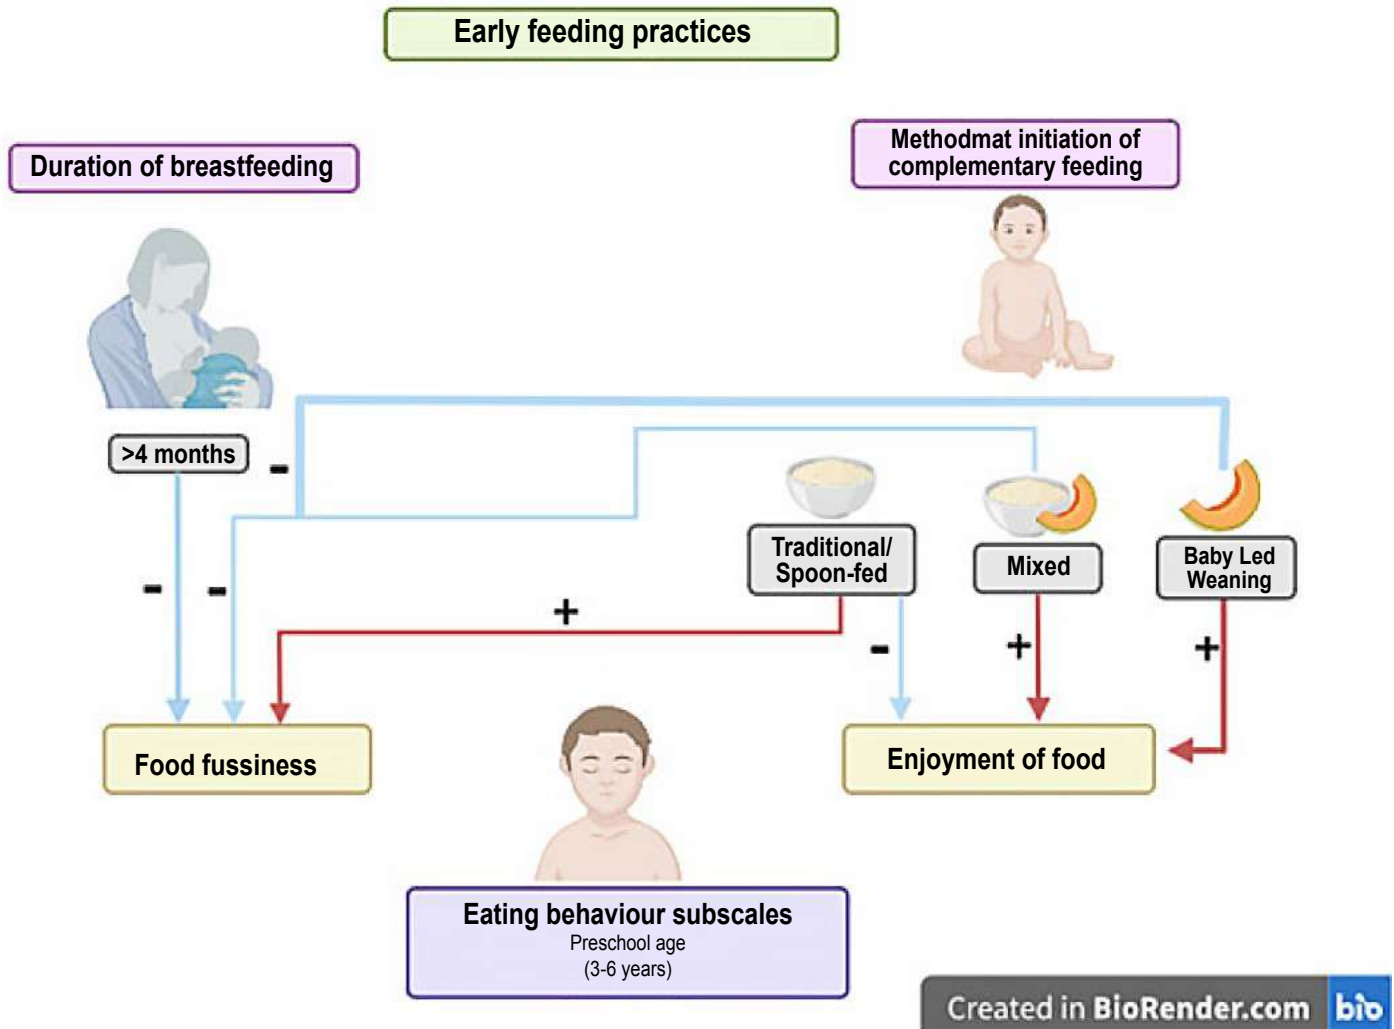 Early feeding practices
Duration of breastfeeding
Methodmat initiation of
complementary feeding
>4 months
-
Traditional/
Spoon-fed
Mixed
Baby Led
Weaning
-
-
+
-
+
+
Food fussiness
Enjoyment of food
Eating behaviour subscales
Preschool age
(3-6 years)
Created in BioRender.com bio